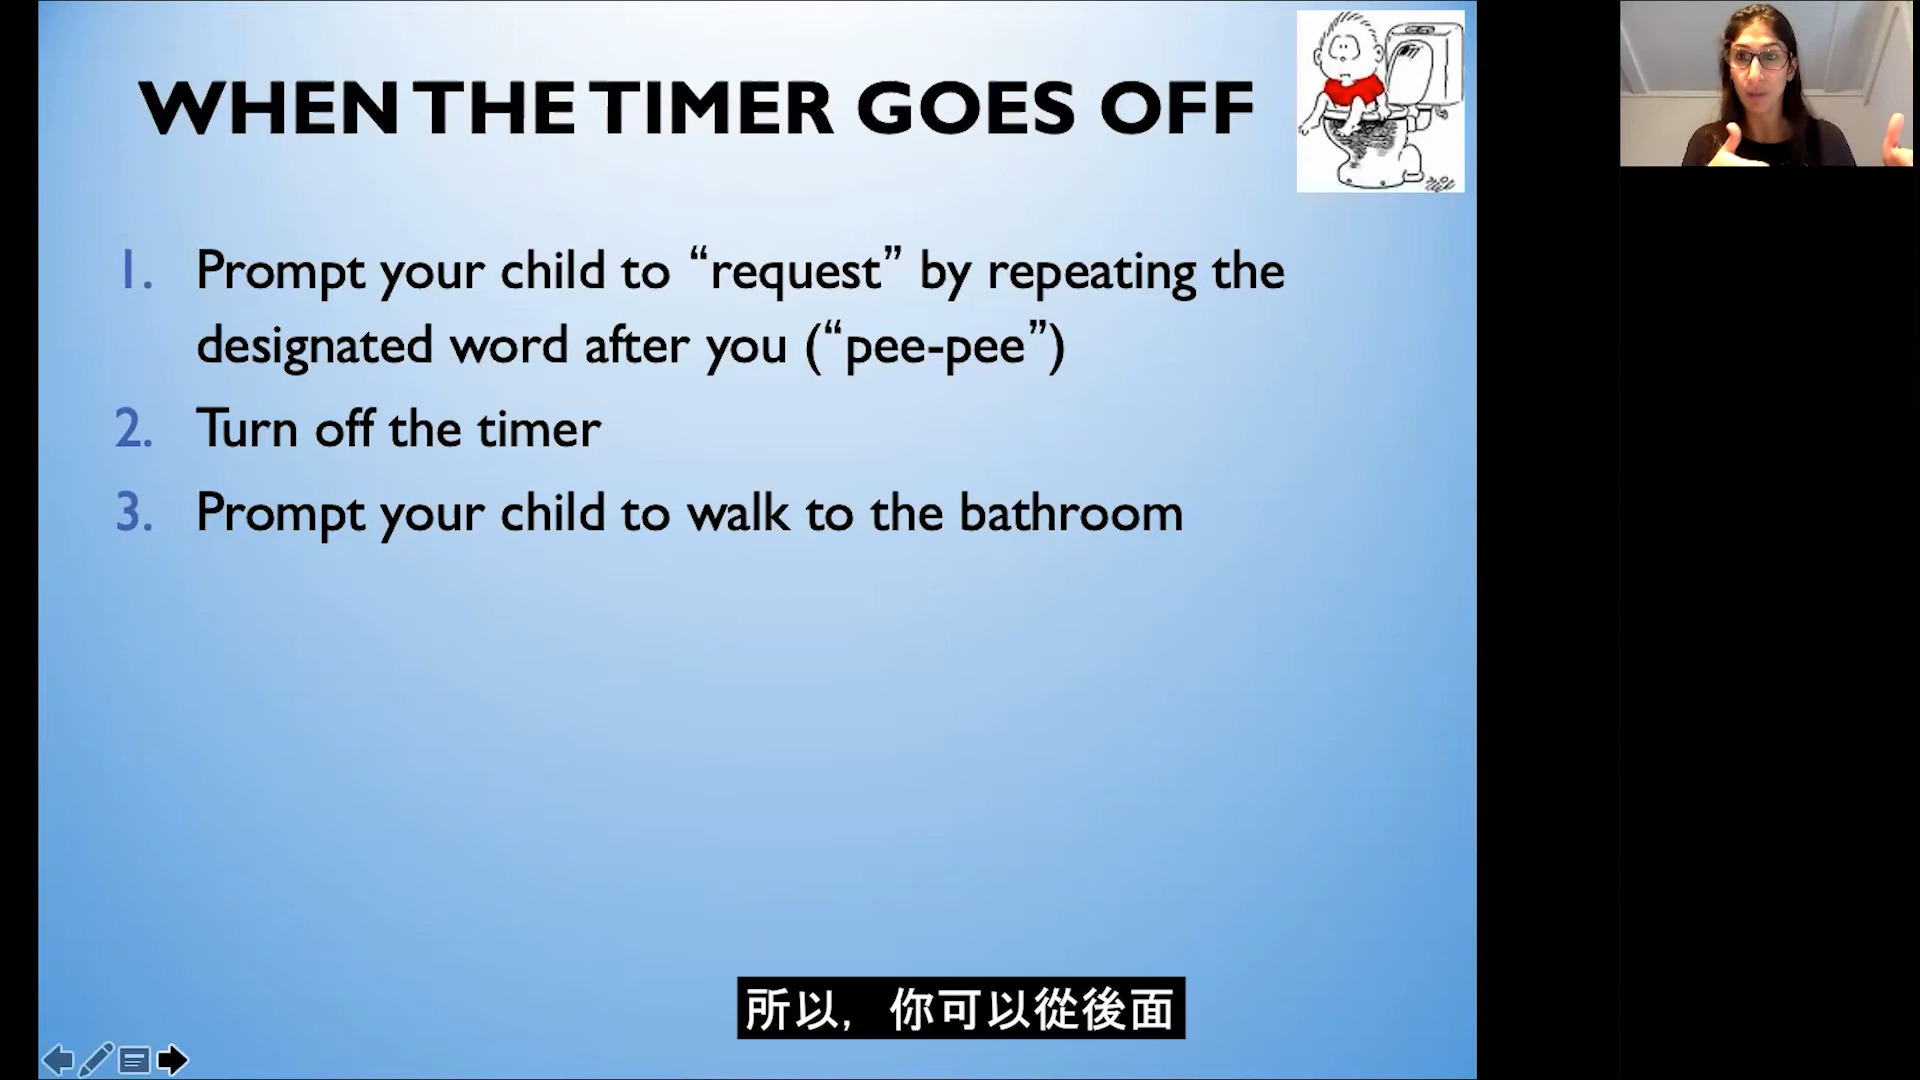 WHEN THE TIMER GOES OFF
1. Prompt your child to “request” by repeating the
designated word after you (“pee-pee”)
2. Turn off the timer
3. Prompt your child to walk to the bathroom
所以, 你可以從後面